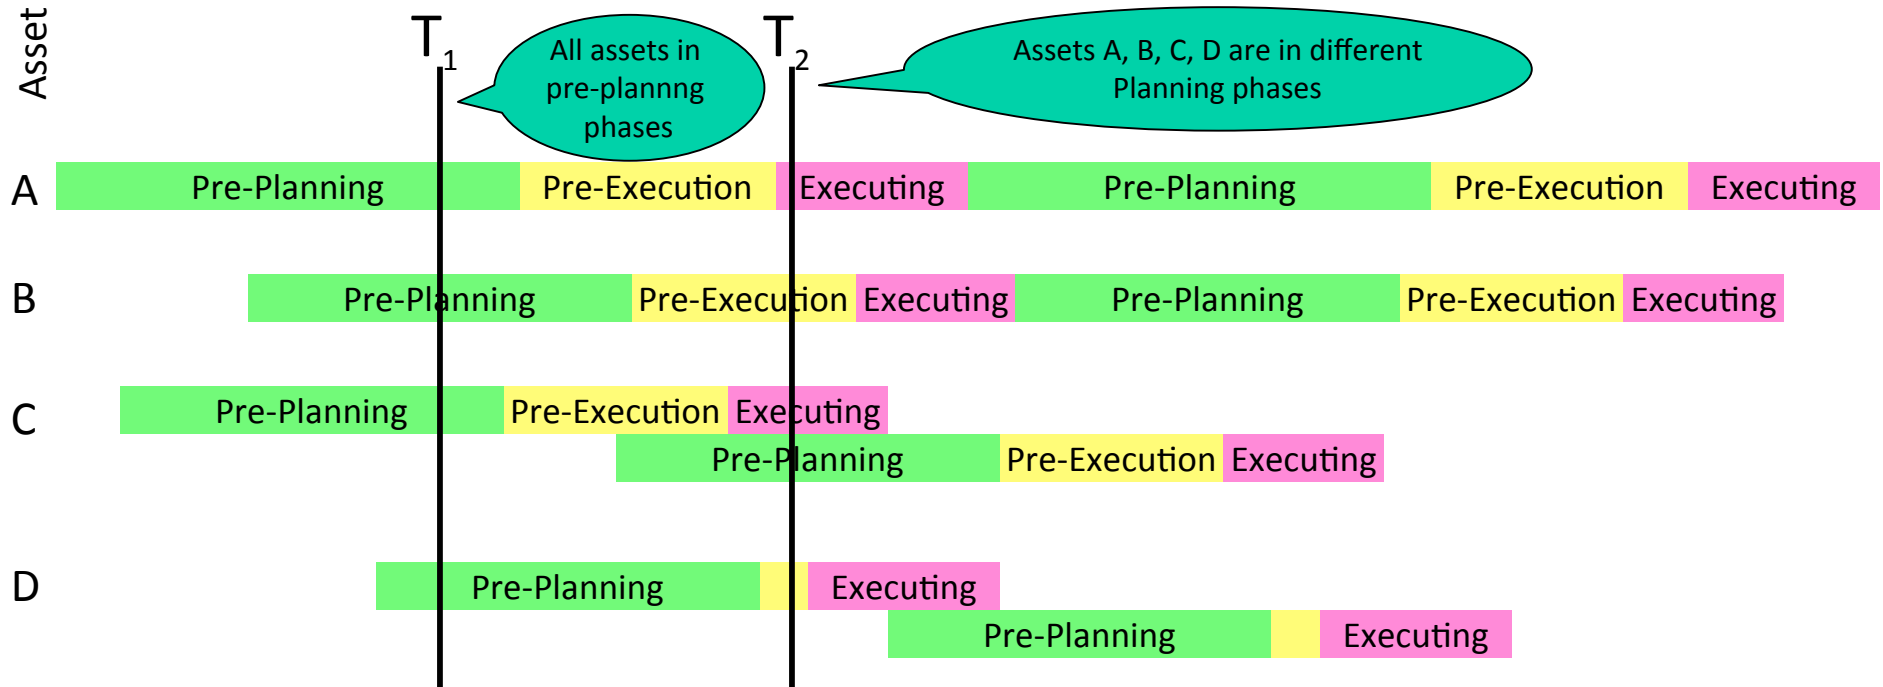 Asset
T1
T2
All assets in
pre-plannng
phases
Assets A, B, C, D are in different
Planning phases
A
Pre-Planning Pre-Execution Executing Pre-Planning Pre-Execution Executing
B
Pre-Planning Pre-Execution Executing Pre-Planning Pre-Execution Executing
C
Pre-Planning Pre-Execution Executing
Pre-Planning Pre-Execution Executing
D
Pre-Planning Executing
Pre-Planning Executing